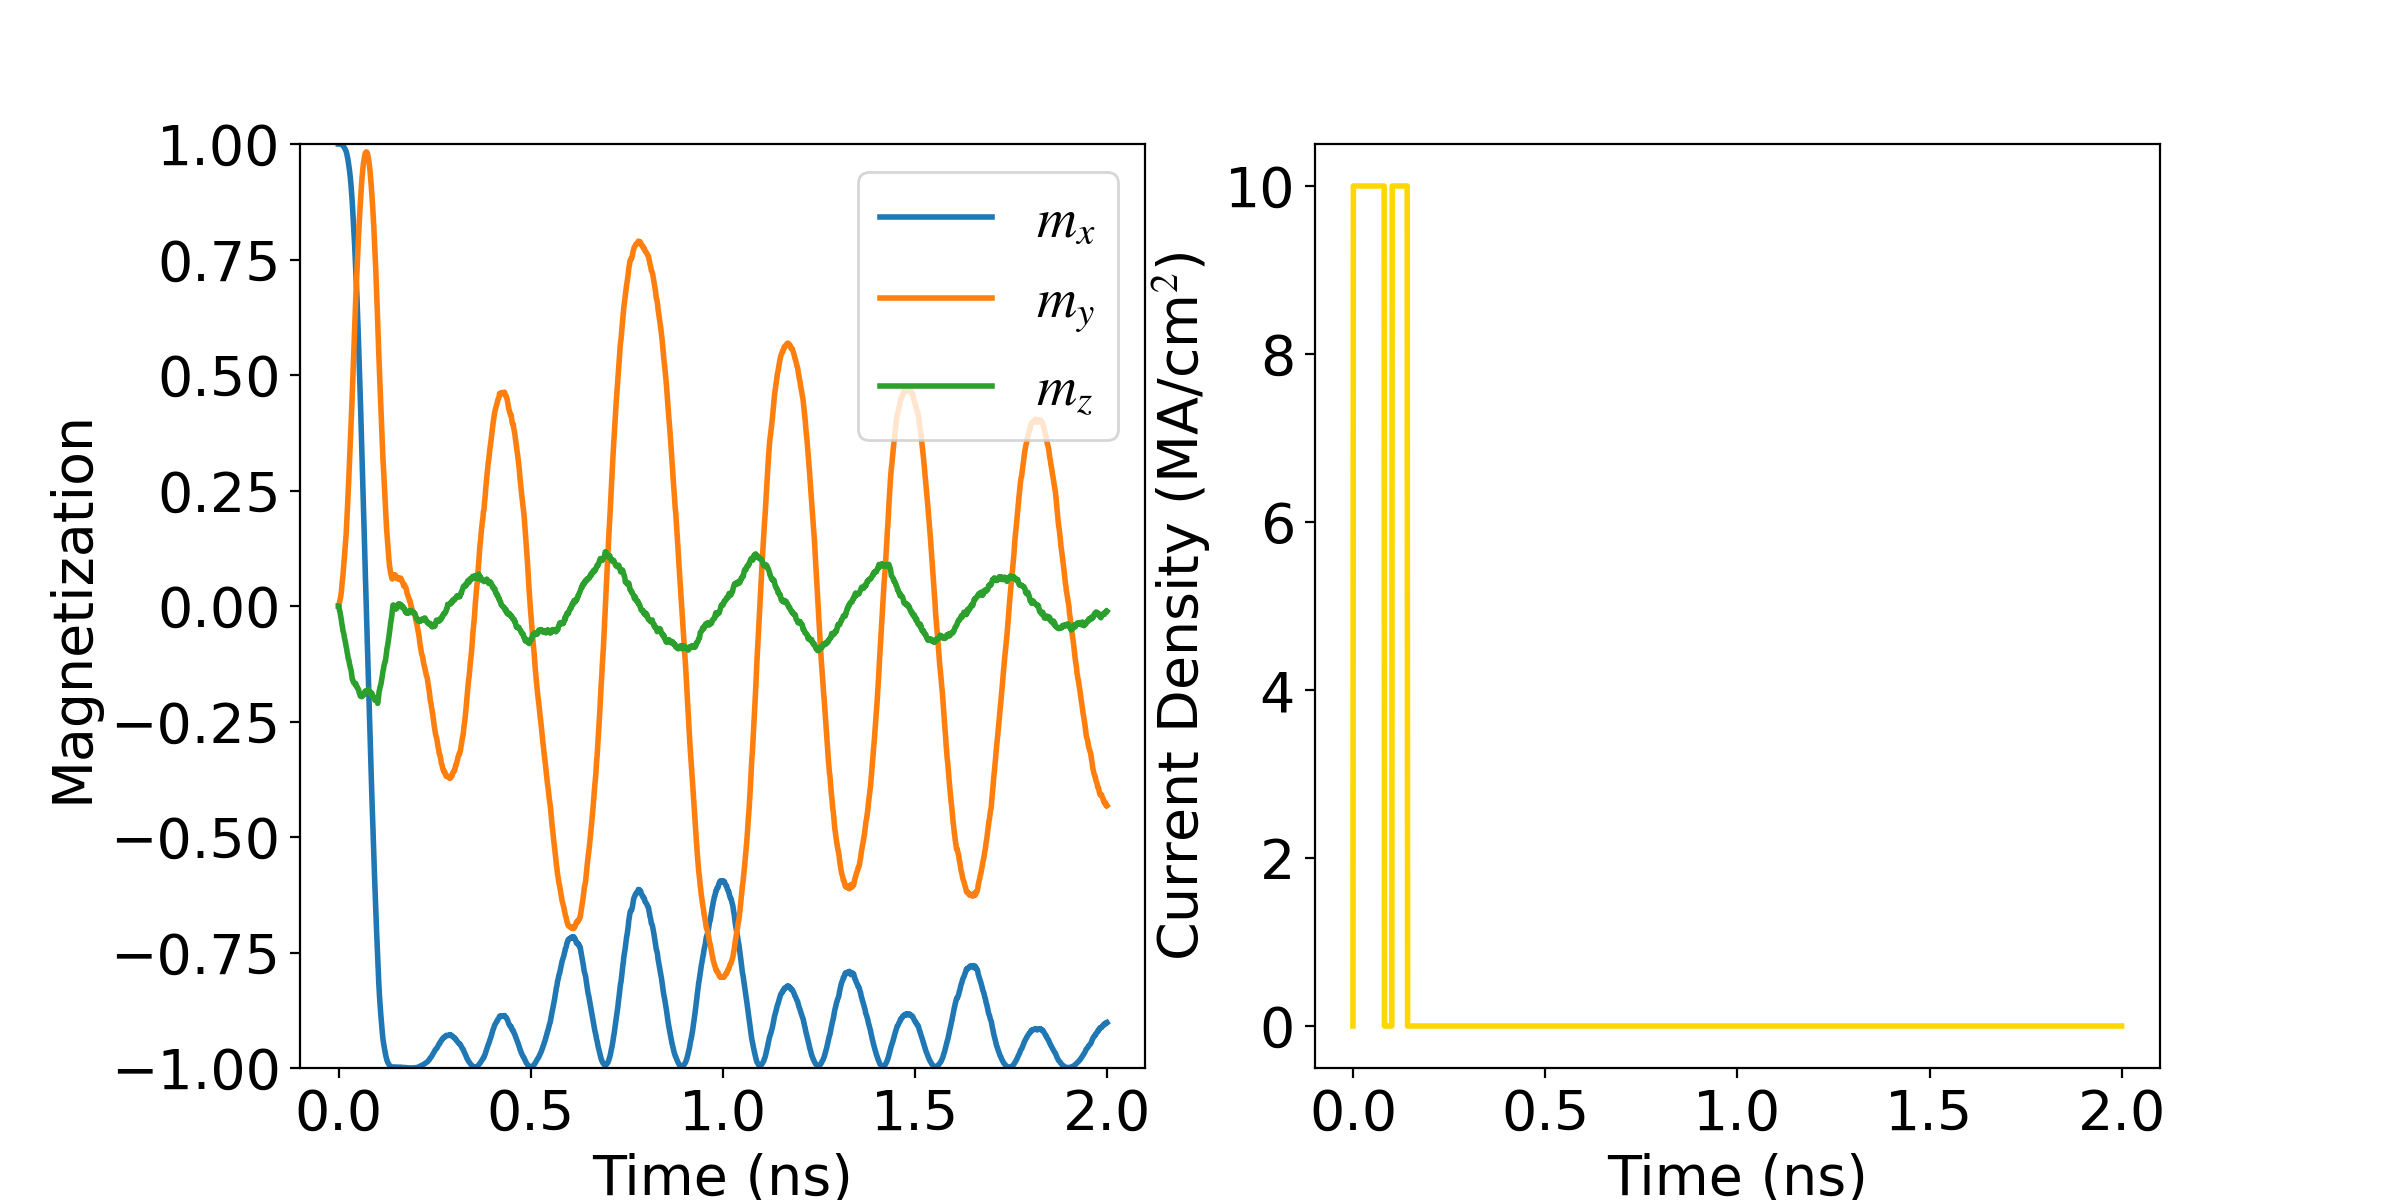 Magnetization
1.00
0.75
0.50
0.25
0.00
−0.25
−0.50
−0.75
−1.00
0.0 0.5 1.0 1.5 2.0
Time (ns)
m_x
m_y
m_z
Current Density (MA/cm²)
10
8
6
4
2
0
0.0 0.5 1.0 1.5 2.0
Time (ns)